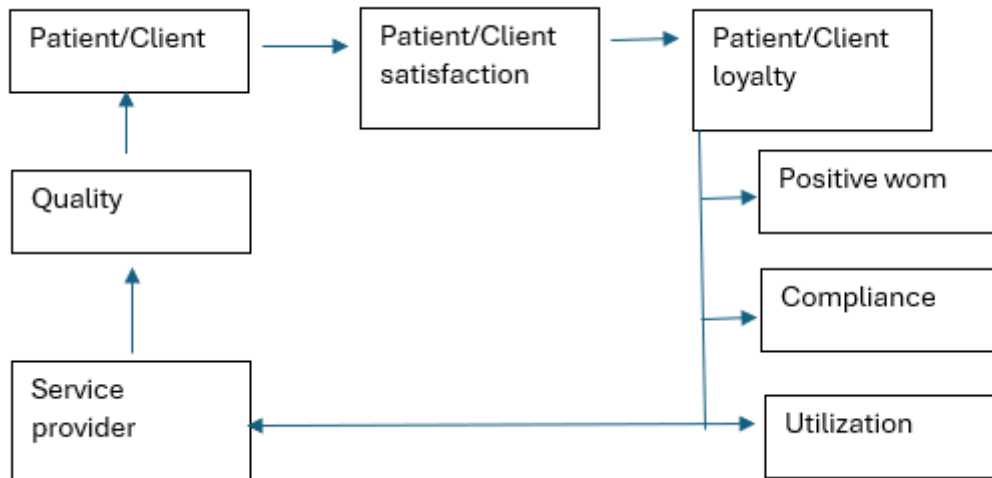 Patient/Client
Patient/Client
satisfaction
Patient/Client
loyalty
Quality
Positive wom
Compliance
Service
provider
Utilization